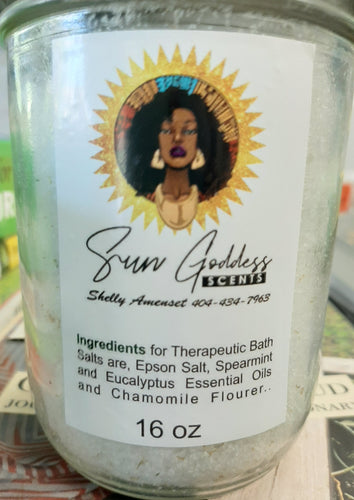 Sun Goddess
SCENTS
Shelly Amenset 404-434-7963
Ingredients for Therapeutic Bath
Salts are, Epson Salt, Spearmint
and Eucalyptus Essential Oils
and Chamomile Flourer..
16 oz